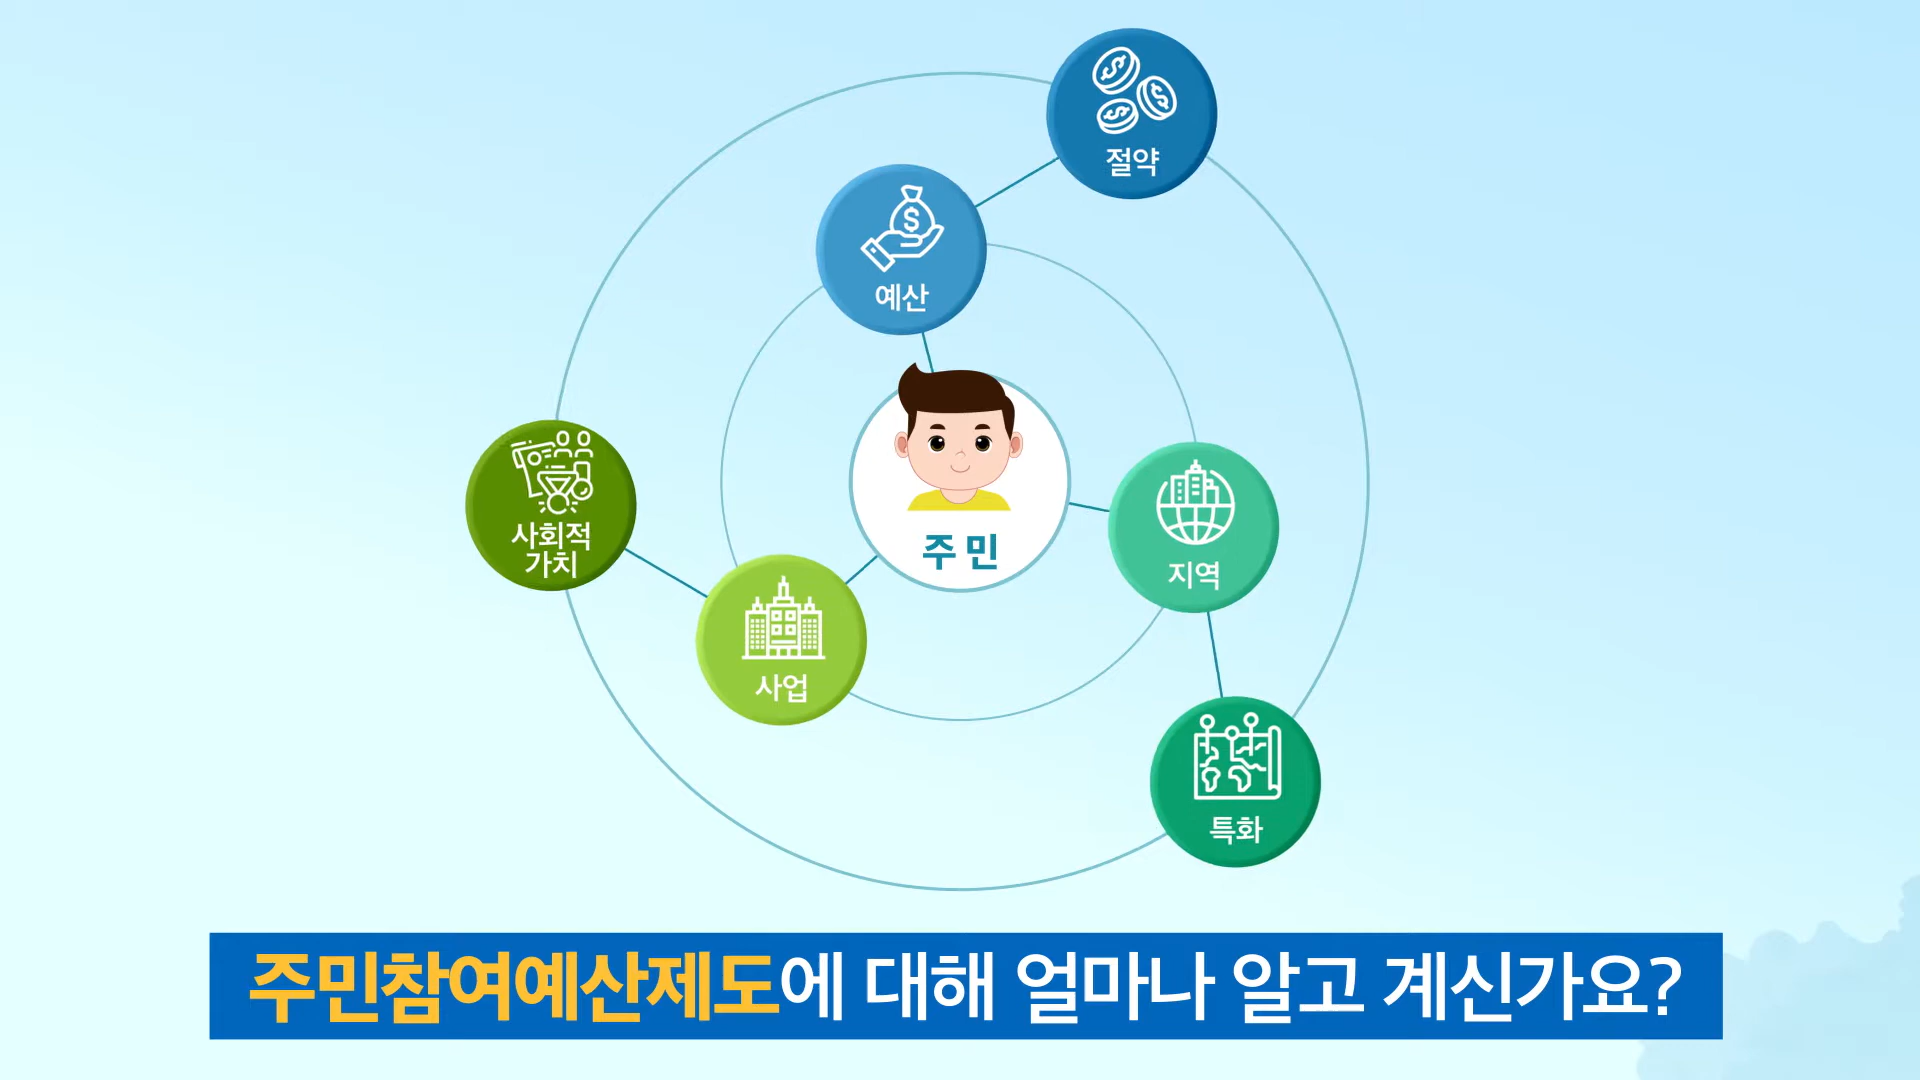 절약
예산
사회적
가치
주민
지역
사업
특화
주민참여예산제도에 대해 얼마나 알고 계신가요?